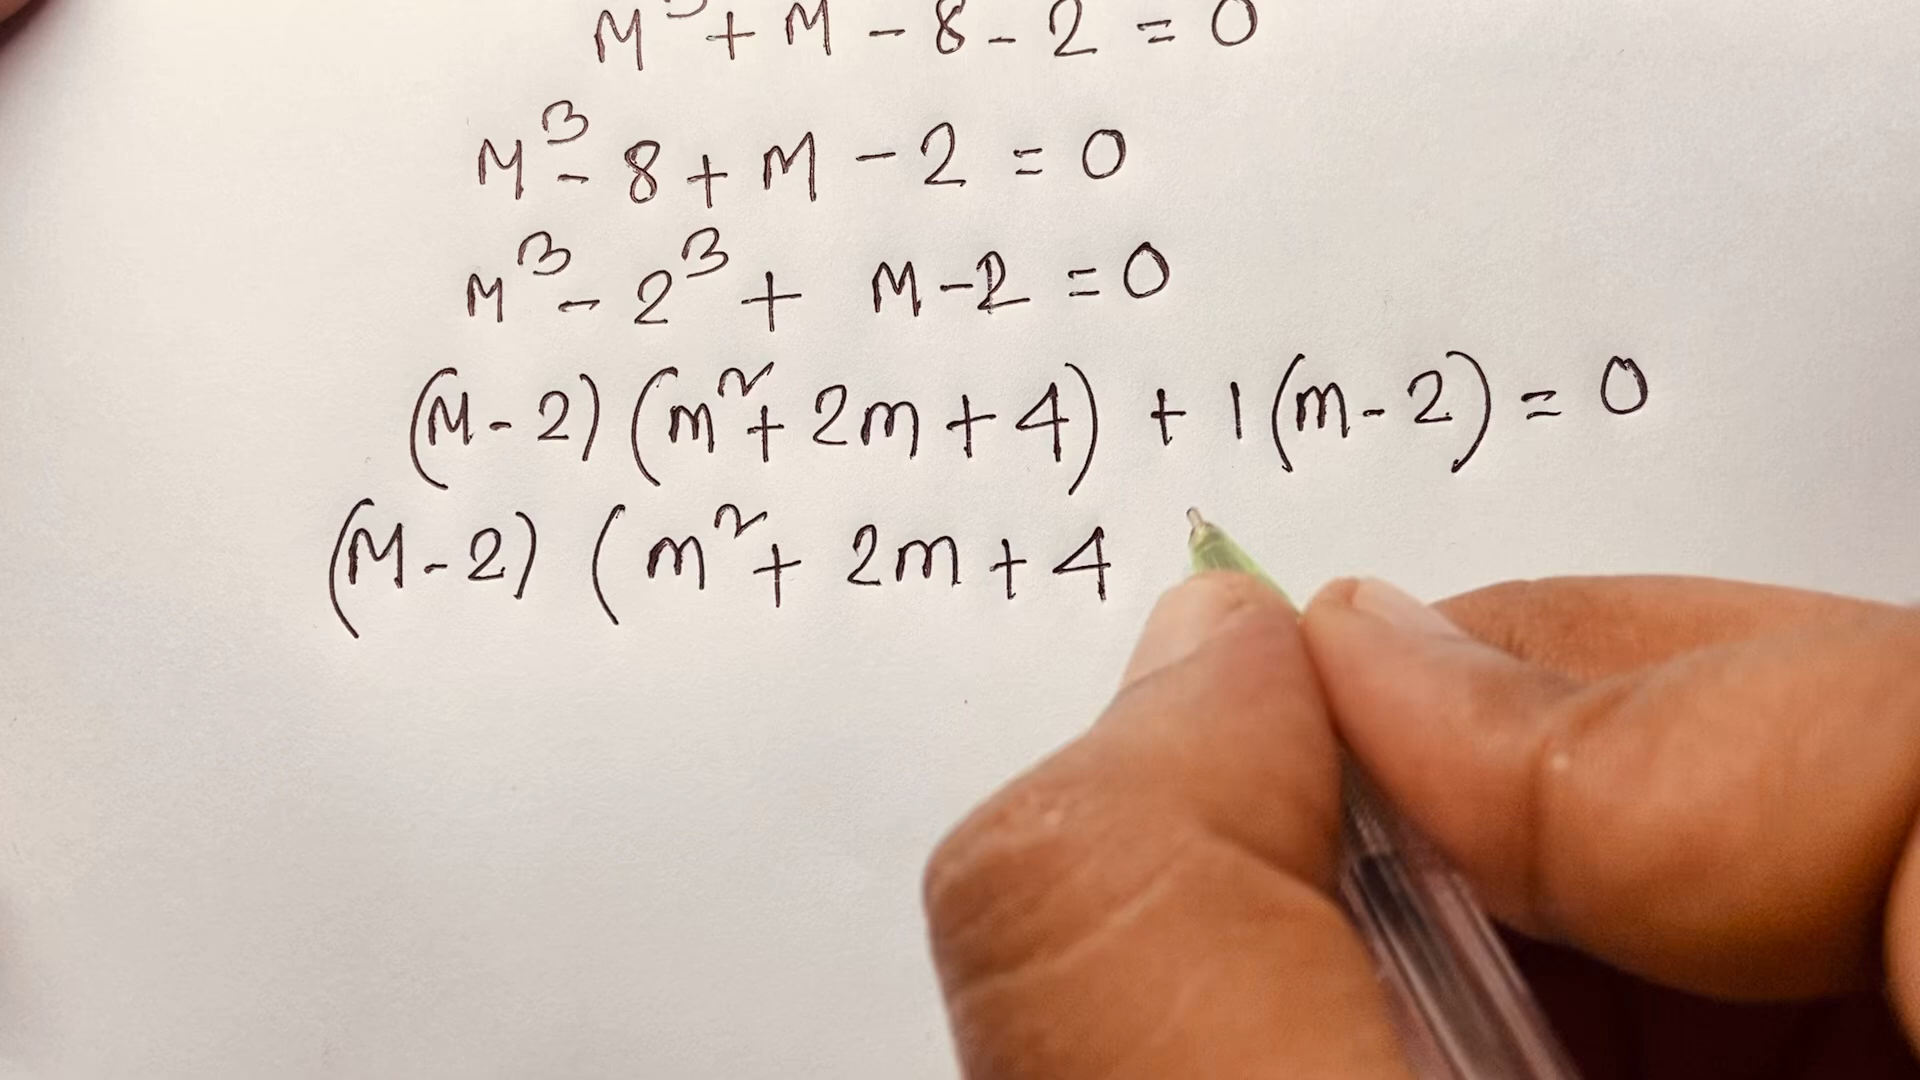 M³ + M - 8 - 2 = 0
M³ - 8 + M - 2 = 0
M³ - 2³ + M - 2 = 0
(M - 2) (m² + 2m + 4) + 1 (m - 2) = 0
(M - 2) (m² + 2m + 4